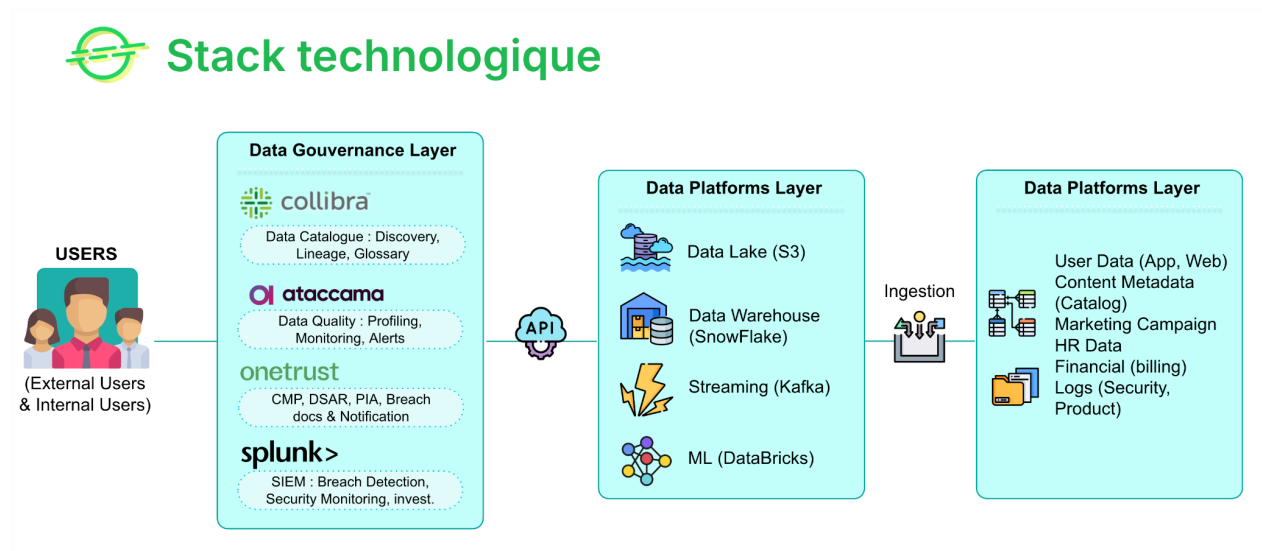 Stack technologique
USERS
(External Users
& Internal Users)
Data Gouvernance Layer
collibra™
Data Catalogue : Discovery,
Lineage, Glossary
ataccama
Data Quality : Profiling,
Monitoring, Alerts
onetrust
CMP, DSAR, PIA, Breach
docs & Notification
splunk>
SIEM : Breach Detection,
Security Monitoring, invest.
API
Data Platforms Layer
Data Lake (S3)
Data Warehouse
(SnowFlake)
Streaming (Kafka)
ML (DataBricks)
Ingestion
Data Platforms Layer
User Data (App, Web)
Content Metadata
(Catalog)
Marketing Campaign
HR Data
Financial (billing)
Logs (Security,
Product)